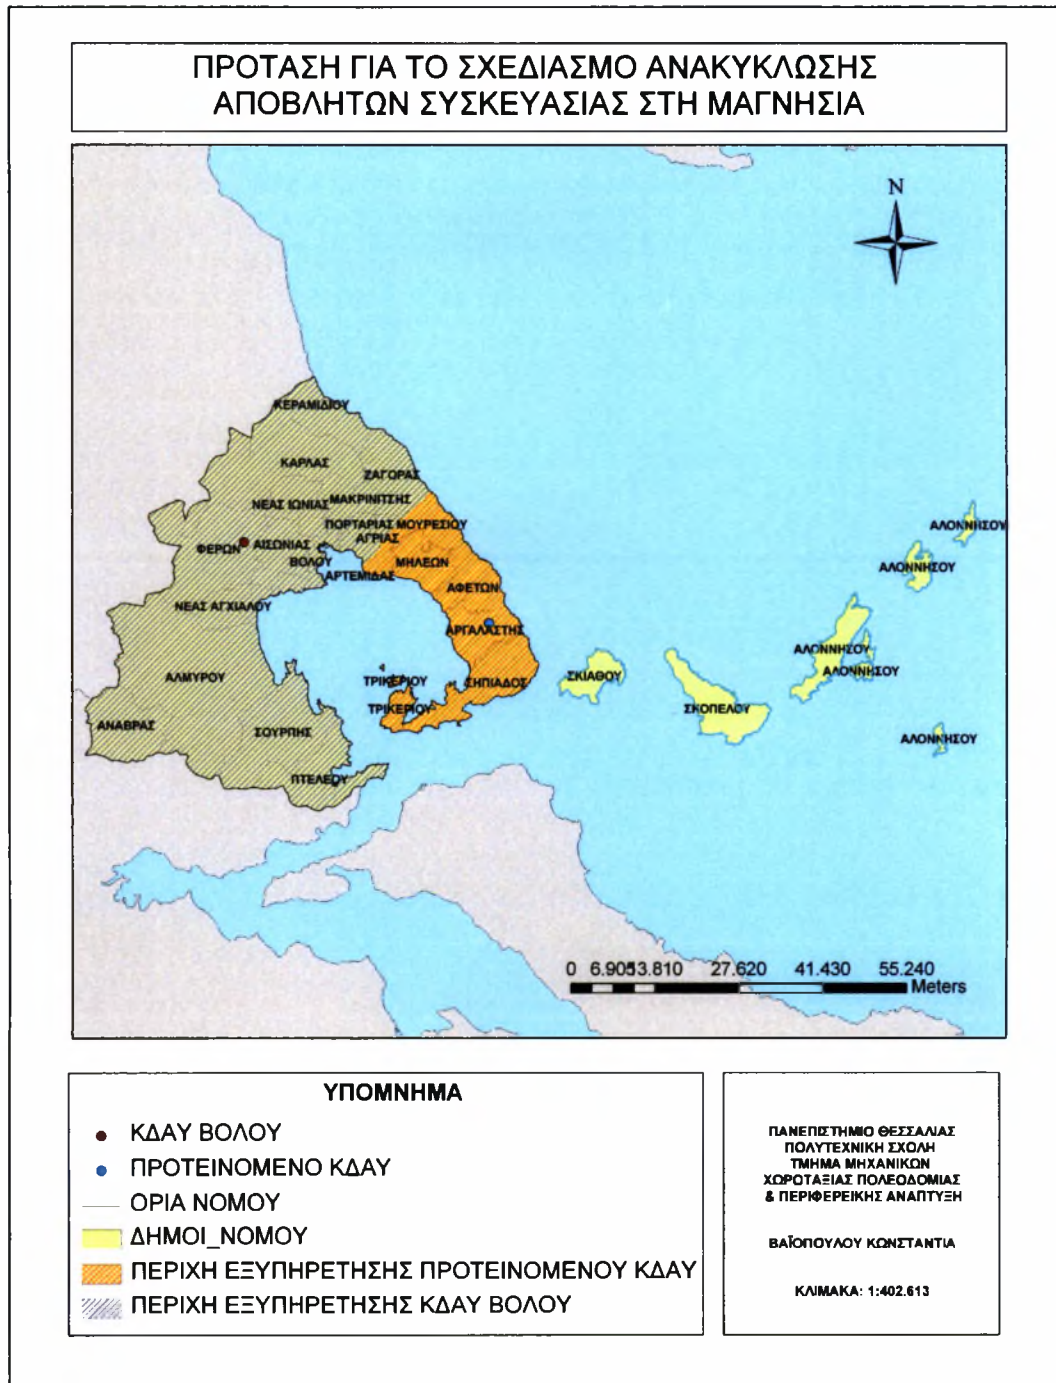 ΠΡΟΤΑΣΗ ΓΙΑ ΤΟ ΣΧΕΔΙΑΣΜΟ ΑΝΑΚΥΚΛΩΣΗΣ
ΑΠΟΒΛΗΤΩΝ ΣΥΣΚΕΥΑΣΙΑΣ ΣΤΗ ΜΑΓΝΗΣΙΑ
N
ΚΕΡΑΜΙΔΙΟΥ
ΚΑΡΛΑΣ
ΖΑΓΟΡΑΣ
ΝΕΑΣ ΙΩΝΙΑΣ
ΜΑΚΡΙΝΙΤΣΗΣ
ΠΟΡΤΑΡΙΑΣ ΜΟΥΡΕΣΙΟΥ
ΑΓΡΙΑΣ
ΦΕΡΩΝ
ΑΙΣΩΝΙΑΣ
ΒΟΛΟΥ
ΜΗΛΕΩΝ
ΑΡΤΕΜΙΔΑΣ
ΑΦΕΤΩΝ
ΝΕΑΣ ΑΓΧΙΑΛΟΥ
ΑΡΓΑΛΑΣΤΗΣ
ΑΛΜΥΡΟΥ
ΤΡΙΚΕΡΙΟΥ
ΣΗΠΙΑΔΟΣ
ΤΡΙΚΕΡΙΟΥ
ΑΝΑΒΡΑΣ
ΣΟΥΡΠΗΣ
ΠΤΕΛΕΟΥ
ΣΚΙΑΘΟΥ
ΣΚΟΠΕΛΟΥ
ΑΛΟΝΝΗΣΟΥ
ΑΛΟΝΝΗΣΟΥ
ΑΛΟΝΝΗΣΟΥ
ΑΛΟΝΝΗΣΟΥ
ΑΛΟΝΝΗΣΟΥ
0 6.905 13.810 27.620 41.430 55.240
Meters
ΥΠΟΜΝΗΜΑ
ΚΔΑΥ ΒΟΛΟΥ
ΠΡΟΤΕΙΝΟΜΕΝΟ ΚΔΑΥ
ΟΡΙΑ ΝΟΜΟΥ
ΔΗΜΟΙ_ΝΟΜΟΥ
ΠΕΡΙΧΗ ΕΞΥΠΗΡΕΤΗΣΗΣ ΠΡΟΤΕΙΝΟΜΕΝΟΥ ΚΔΑΥ
ΠΕΡΙΧΗ ΕΞΥΠΗΡΕΤΗΣΗΣ ΚΔΑΥ ΒΟΛΟΥ
ΠΑΝΕΠΙΣΤΗΜΙΟ ΘΕΣΣΑΛΙΑΣ
ΠΟΛΥΤΕΧΝΙΚΗ ΣΧΟΛΗ
ΤΜΗΜΑ ΜΗΧΑΝΙΚΩΝ
ΧΩΡΟΤΑΞΙΑΣ ΠΟΛΕΟΔΟΜΙΑΣ
& ΠΕΡΙΦΕΡΕΙΚΗΣ ΑΝΑΠΤΥΞΗ
ΒΑΪΟΠΟΥΛΟΥ ΚΩΝΣΤΑΝΤΙΑ
ΚΛΙΜΑΚΑ: 1:402.613